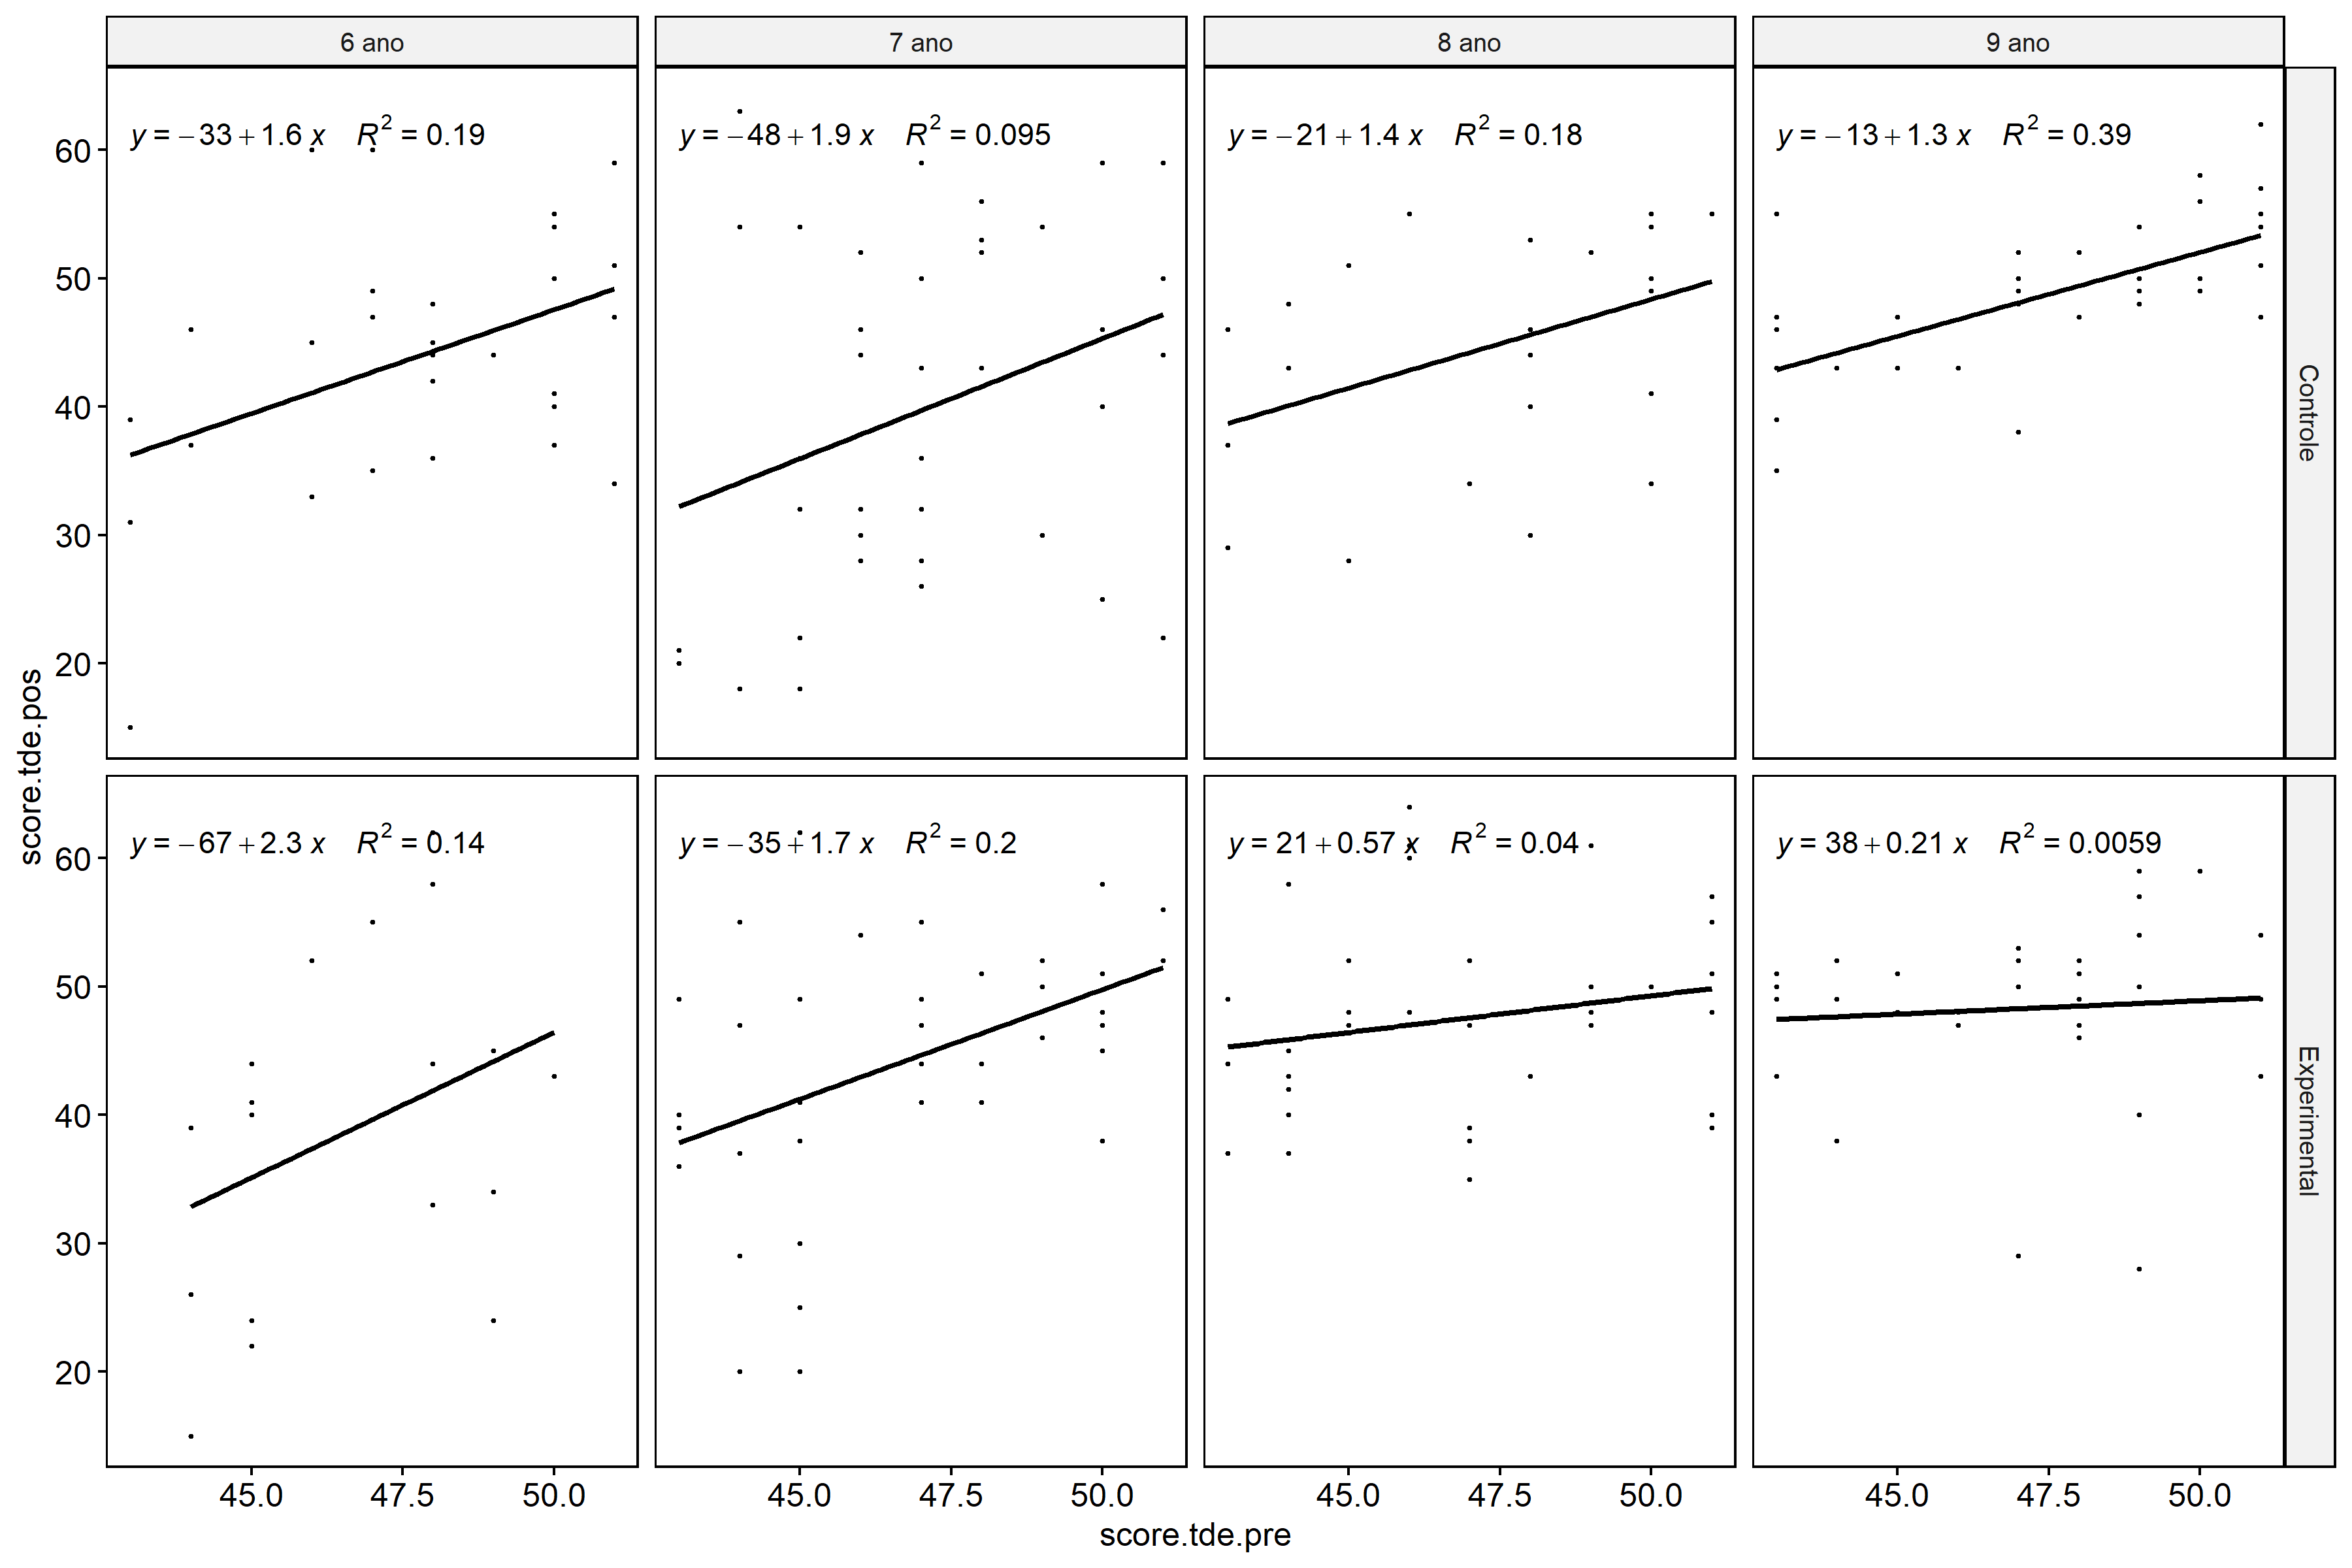 6 ano 7 ano 8 ano 9 ano
y = −33 + 1.6 x R² = 0.19
y = −48 + 1.9 x R² = 0.095
y = −21 + 1.4 x R² = 0.18
y = −13 + 1.3 x R² = 0.39
60
50
40
30
20
Controle
score.tde.pos
y = −67 + 2.3 x R² = 0.14
y = −35 + 1.7 x R² = 0.2
y = 21 + 0.57 x R² = 0.04
y = 38 + 0.21 x R² = 0.0059
60
50
40
30
20
Experimental
45.0 47.5 50.0 45.0 47.5 50.0 45.0 47.5 50.0 45.0 47.5 50.0
score.tde.pre